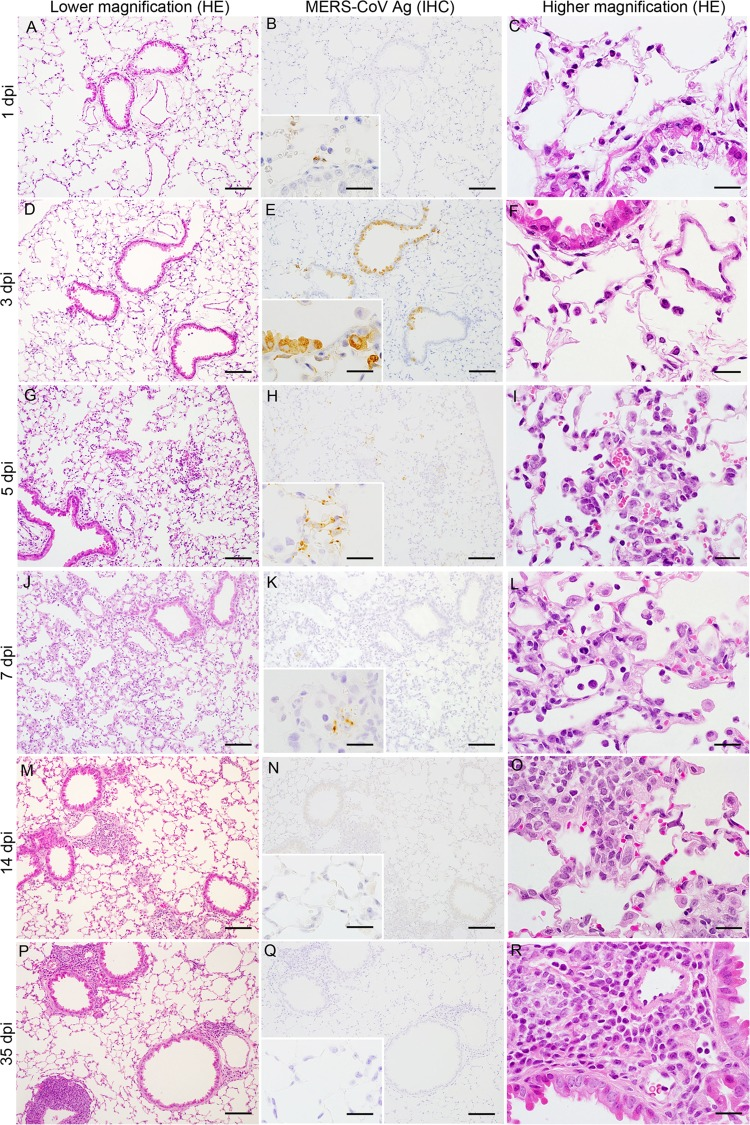 Lower magnification (HE) MERS-CoV Ag (IHC) Higher magnification (HE)
1 dpi A B C
3 dpi D E F
5 dpi G H I
7 dpi J K L
14 dpi M N O
35 dpi P Q R